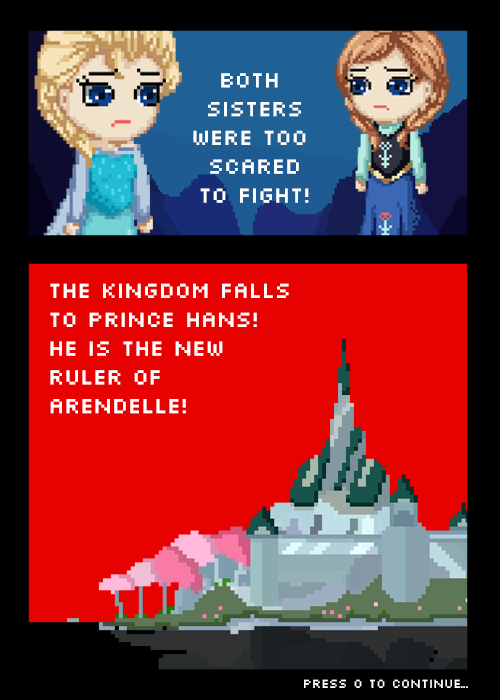 BOTH
SISTERS
WERE TOO
SCARED
TO FIGHT!
THE KINGDOM FALLS
TO PRINCE HANS!
HE IS THE NEW
RULER OF
ARENDELLE!
PRESS O TO CONTINUE...